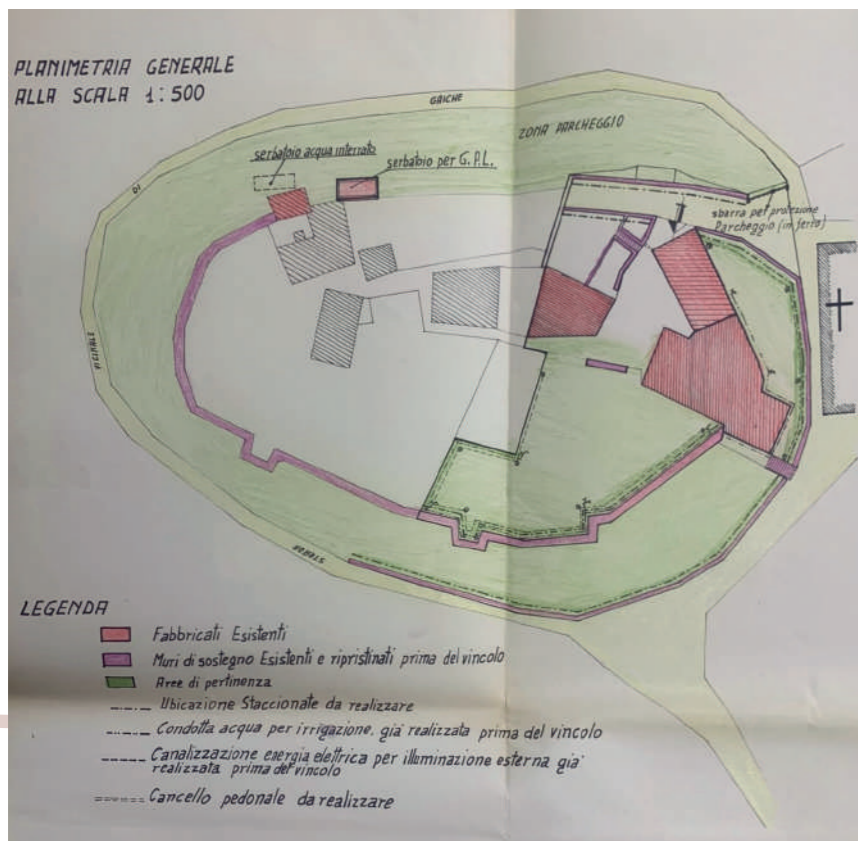 PLANIMETRIA GENERALE
ALLA SCALA 1:500
GAICHE
ZONA PARCHEGGIO
serbatoio acqua interrato
serbatoio per G.P.L.
DI
sbarra per protezione
Parcheggio (in ferro)
STRADA
LEGENDA
Fabbricati Esistenti
Muri di sostegno Esistenti e ripristinati prima del vincolo
Aree di pertinenza
Ubicazione Staccionate da realizzare
Condotta acqua per irrigazione, già realizzata prima del vincolo
Canalizzazione energia elettrica per illuminazione esterna già
realizzata prima del vincolo
Cancello pedonale da realizzare